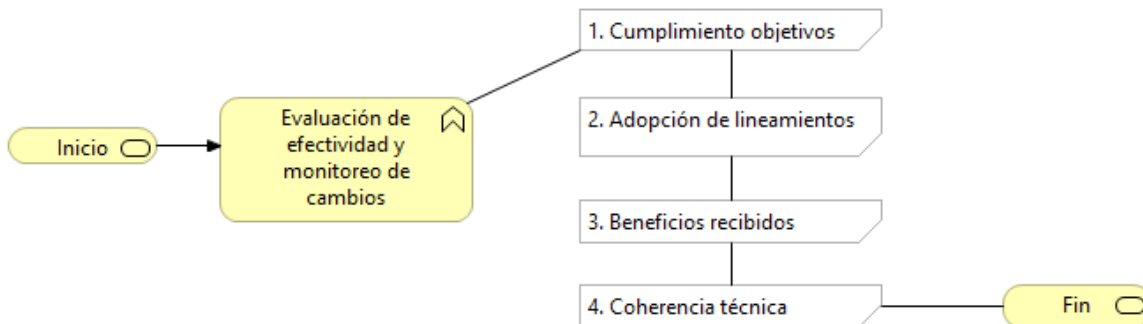 1. Cumplimiento objetivos
Inicio
Evaluación de
efectividad y
monitoreo de
cambios
2. Adopción de lineamientos
3. Beneficios recibidos
4. Coherencia técnica
Fin